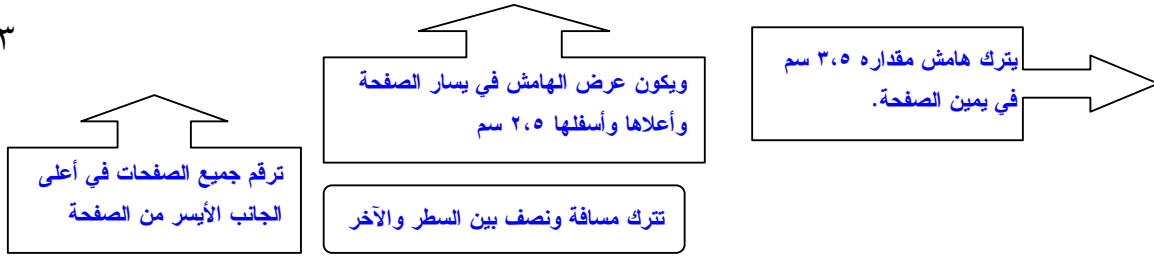 ٣
يترك هامش مقداره ٣،٥ سم
في يمين الصفحة.
ويكون عرض الهامش في يسار الصفحة
وأعلاها وأسفلها ٢،٥ سم
ترقم جميع الصفحات في أعلى
الجانب الأيسر من الصفحة
تترك مسافة ونصف بين السطر والآخر